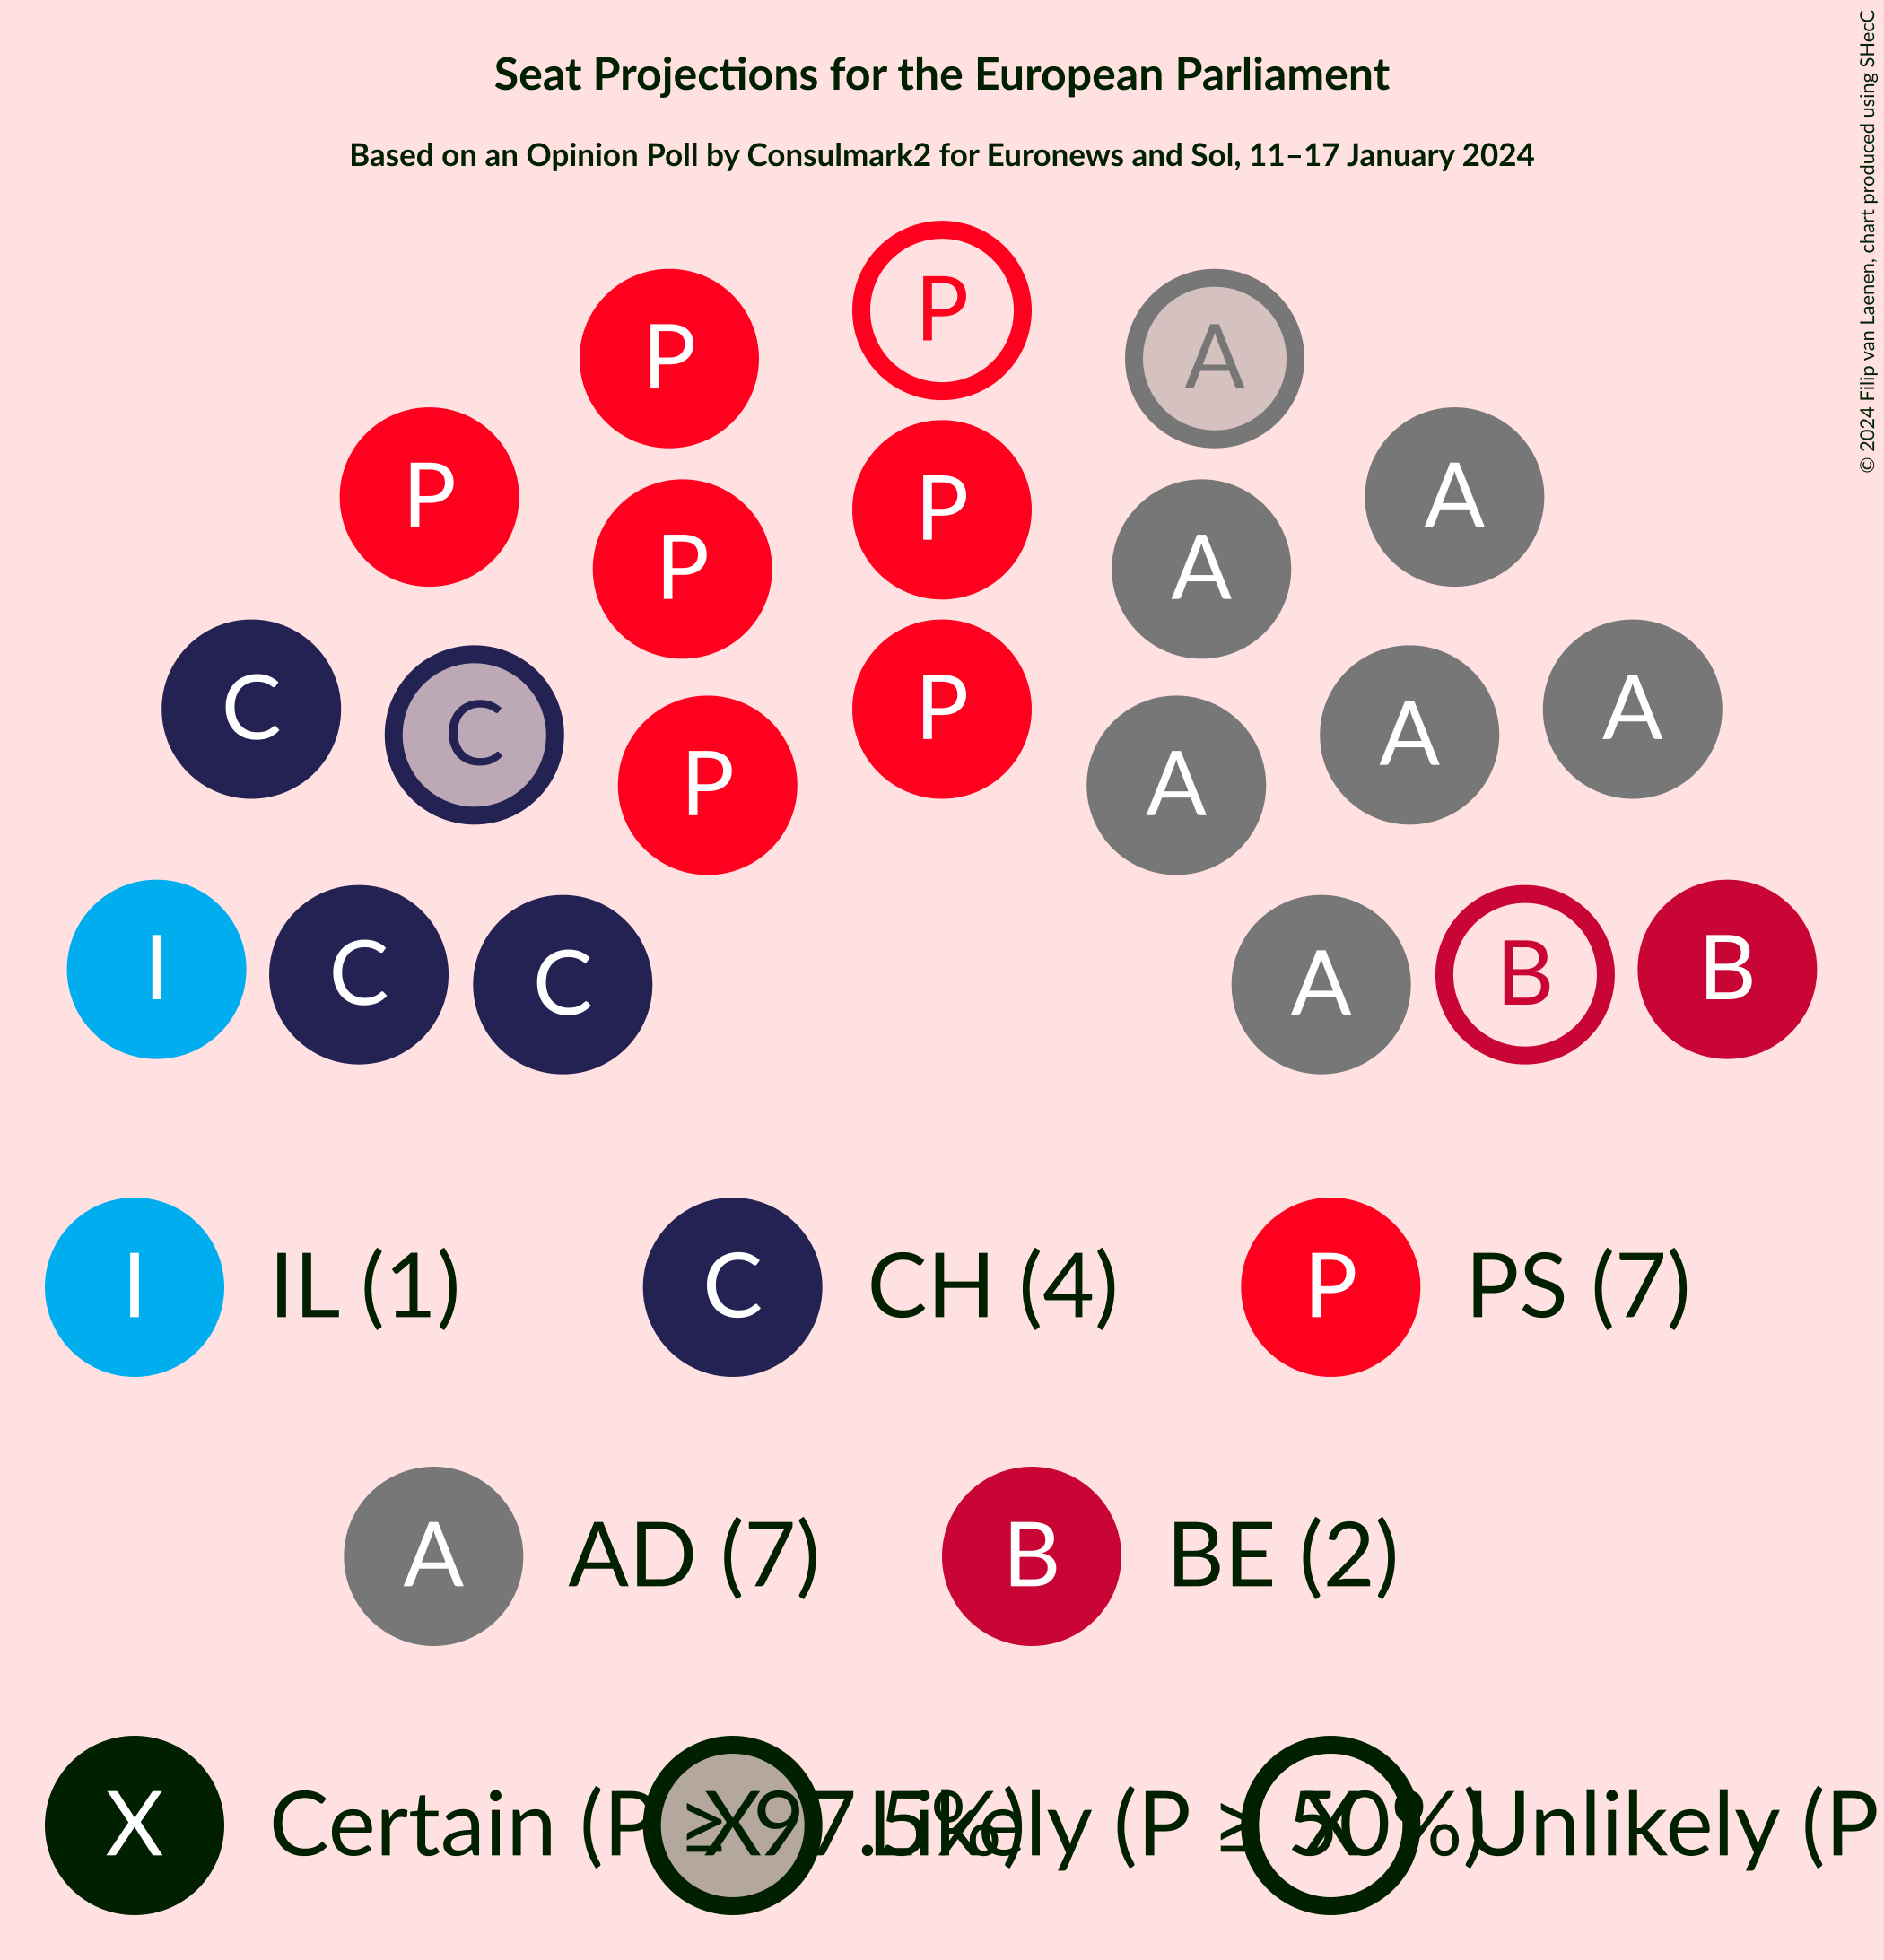 Seat Projections for the European Parliament
Based on an Opinion Poll by Consulmark2 for Euronews and Sol, 11–17 January 2024
© 2024 Filip van Laenen, chart produced using SHecC
P
P A
P P A
P P A
C C P A A
P A
I C C A B B
I IL (1) C CH (4) P PS (7)
A AD (7) B BE (2)
X Certain (P ≥ 97.5%) X Likely (P ≥ 50%) X Unlikely (P